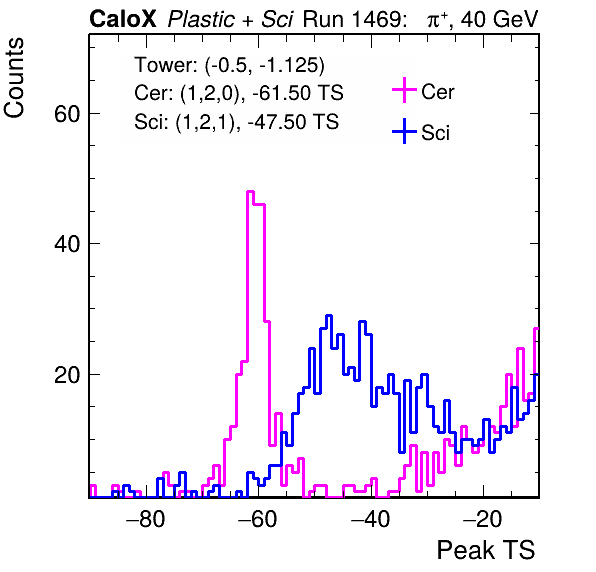 CaloX Plastic + Sci Run 1469: π⁺, 40 GeV
Counts
Tower: (-0.5, -1.125)
Cer: (1,2,0), -61.50 TS
Sci: (1,2,1), -47.50 TS
Cer
Sci
60
40
20
−80 −60 −40 −20
Peak TS